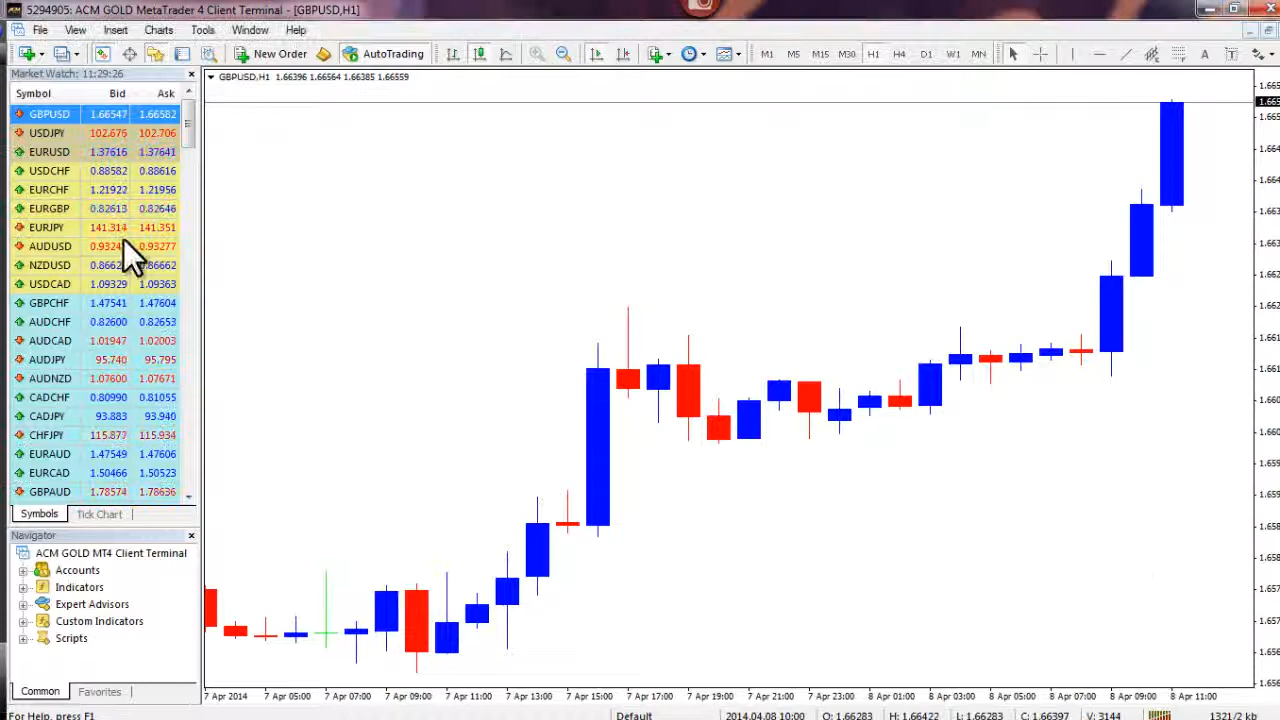 5294905: ACM GOLD MetaTrader 4 Client Terminal - [GBPUSD,H1]
File View Insert Charts Tools Window Help
New Order AutoTrading M1 M5 M15 M30 H1 H4 D1 W1 MN A T
Market Watch: 11:29:26
Symbol Bid Ask
GBPUSD 1.66547 1.66582
USDJPY 102.676 102.706
EURUSD 1.37616 1.37641
USDCHF 0.88582 0.88616
EURCHF 1.21922 1.21956
EURGBP 0.82613 0.82646
EURJPY 141.314 141.351
AUDUSD 0.93277
NZDUSD
USDCAD 1.09329 1.09363
GBPCHF 1.47541 1.47604
AUDCHF 0.82600 0.82653
AUDCAD 1.01947 1.02003
AUDJPY 95.740 95.795
AUDNZD 1.07600 1.07671
CADCHF 0.80990 0.81055
CADJPY 93.883 93.940
CHFJPY 115.877 115.934
EURAUD 1.47549 1.47606
EURCAD 1.50466 1.50523
GBPAUD 1.78574 1.78636
Symbols Tick Chart
Navigator
ACM GOLD MT4 Client Terminal
Accounts
Indicators
Expert Advisors
Custom Indicators
Scripts
Common Favorites
GBPUSD,H1 1.66396 1.66564 1.66385 1.66559
7 Apr 2014 7 Apr 05:00 7 Apr 07:00 7 Apr 09:00 7 Apr 11:00 7 Apr 13:00 7 Apr 15:00 7 Apr 17:00 7 Apr 19:00 7 Apr 21:00 7 Apr 23:00 8 Apr 01:00 8 Apr 03:00 8 Apr 05:00 8 Apr 07:00 8 Apr 09:00 8 Apr 11:00
For Help, press F1 Default 2014.04.08 10:00 O: 1.66283 H: 1.66422 L: 1.66283 C: 1.66397 V: 3144 1321/2 kb